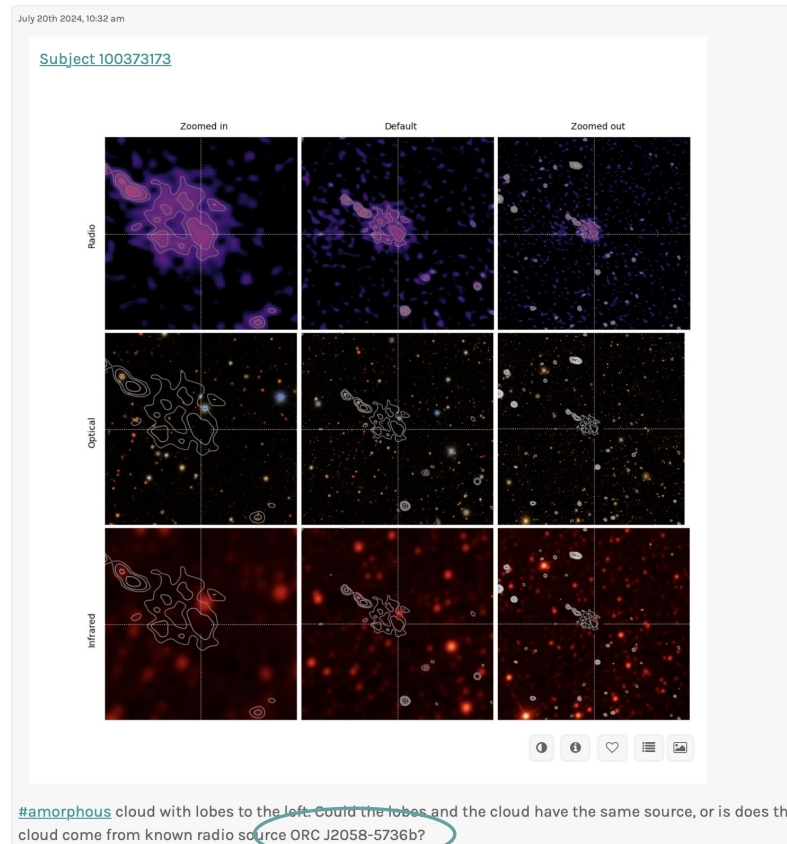 July 20th 2024, 10:32 am
Subject 100373173
Zoomed in Default Zoomed out
Radio
Optical
Infrared
#amorphous cloud with lobes to the left. Could the lobes and the cloud have the same source, or is does th
cloud come from known radio source ORC J2058-5736b?